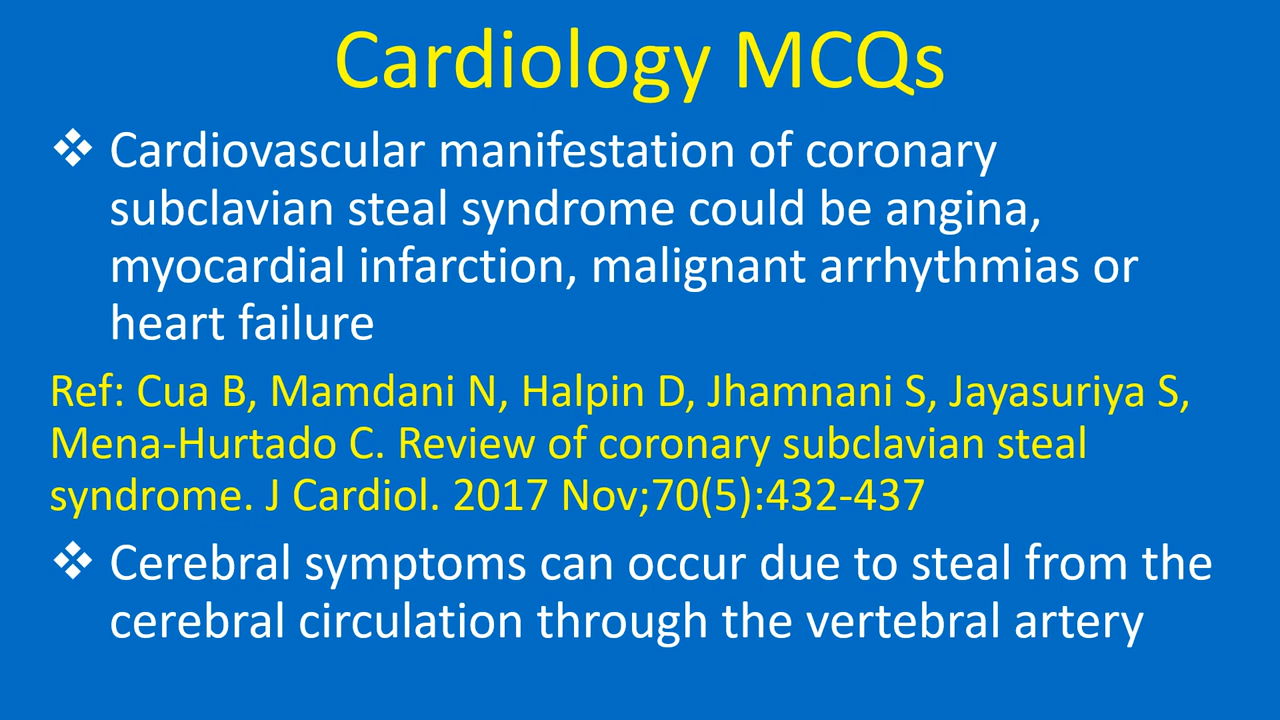 Cardiology MCQs
❖ Cardiovascular manifestation of coronary
subclavian steal syndrome could be angina,
myocardial infarction, malignant arrhythmias or
heart failure
Ref: Cua B, Mamdani N, Halpin D, Jhamnani S, Jayasuriya S,
Mena-Hurtado C. Review of coronary subclavian steal
syndrome. J Cardiol. 2017 Nov;70(5):432-437
❖ Cerebral symptoms can occur due to steal from the
cerebral circulation through the vertebral artery